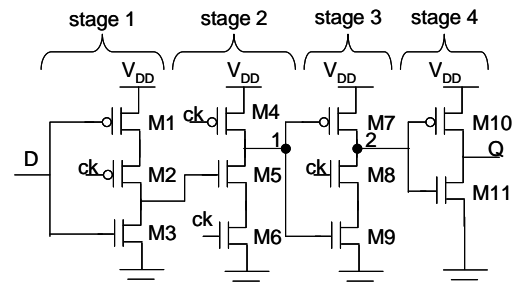 stage 1 stage 2 stage 3 stage 4
VDD VDD VDD VDD
ck M4
M1 M7 M10
D 1 2 Q
ck M2 M5 ck M8 M11
ck
M3 M6 M9